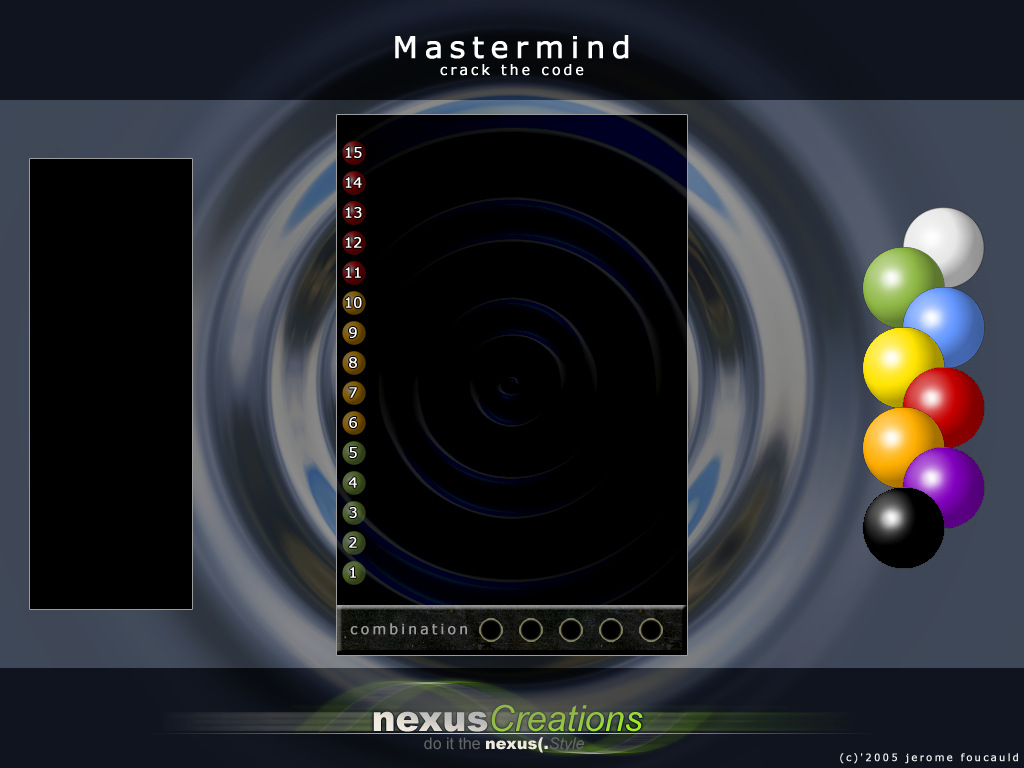 Mastermind
crack the code
15
14
13
12
11
10
9
8
7
6
5
4
3
2
1
combination
nexusCreations
do it the nexus(.Style
(c)'2005 jerome foucauld